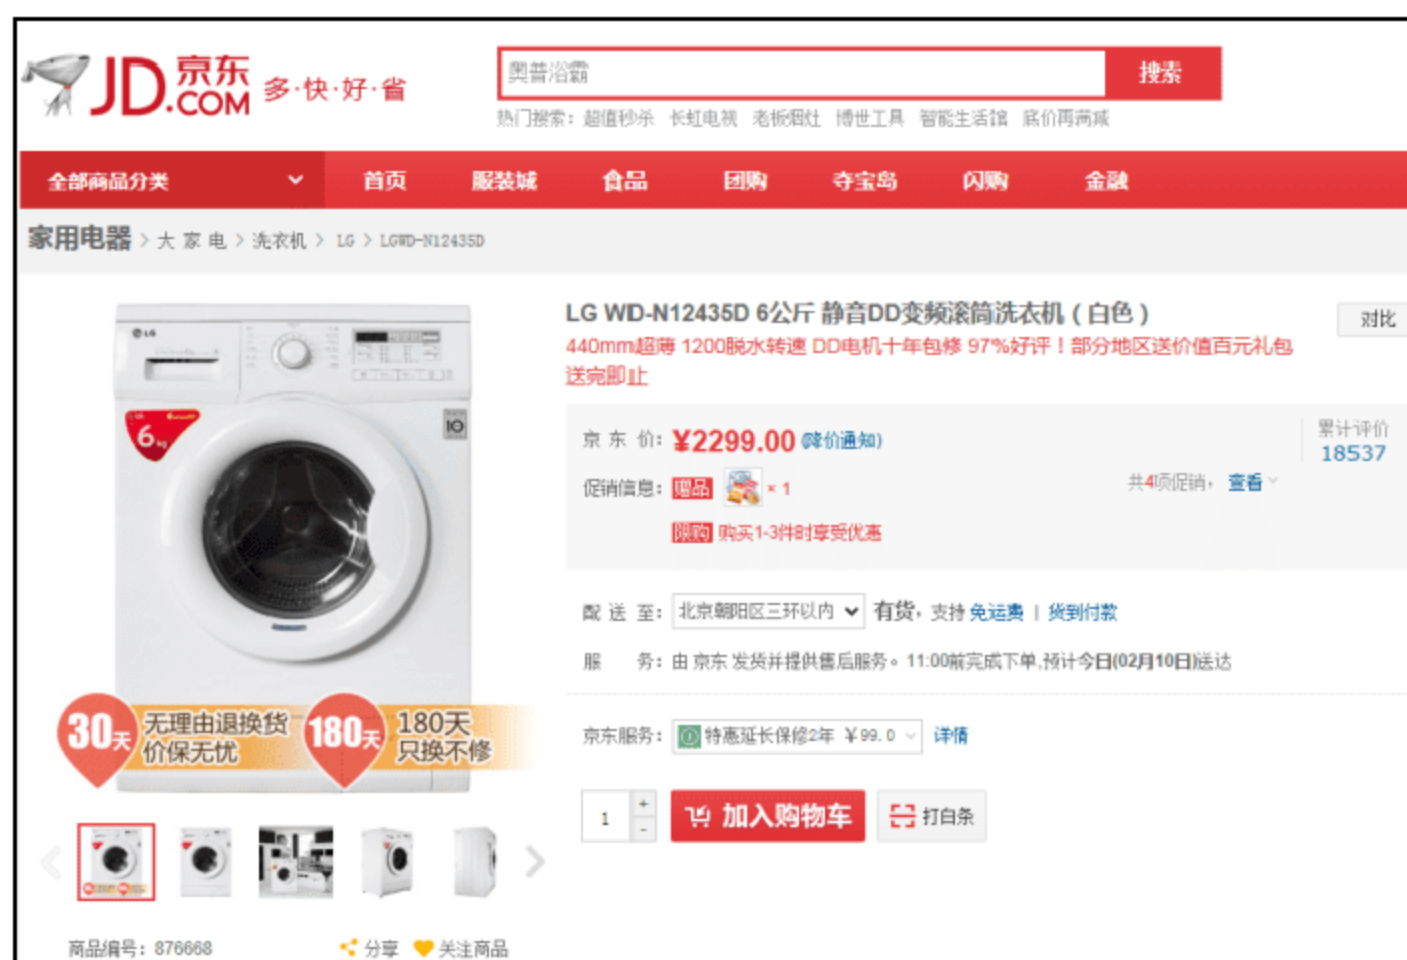 JD.COM 京东 多·快·好·省
奥普浴霸 搜索
热门搜索：超值秒杀 长虹电视 老板烟灶 博世工具 智能生活馆 底价再满减
全部商品分类 首页 服装城 食品 团购 夺宝岛 闪购 金融
家用电器 > 大 家 电 > 洗衣机 > LG > LGWD-N12435D
LG WD-N12435D 6公斤 静音DD变频滚筒洗衣机（白色）
对比
440mm超薄 1200脱水转速 DD电机十年包修 97%好评！部分地区送价值百元礼包
送完即止
京 东 价：¥2299.00 (降价通知)
累计评价
18537
促销信息：赠品 × 1
共4项促销，查看
限购 购买1-3件时享受优惠
配 送 至：北京朝阳区三环以内 有货，支持 免运费 | 货到付款
服 务：由 京东 发货并提供售后服务。11:00前完成下单,预计今日(02月10日)送达
京东服务：特惠延长保修2年 ¥99.0 详情
1 + - 加入购物车 打白条
LG
6kg
30天 无理由退换货
价保无忧
180天 180天
只换不修
商品编号：876668 分享 关注商品